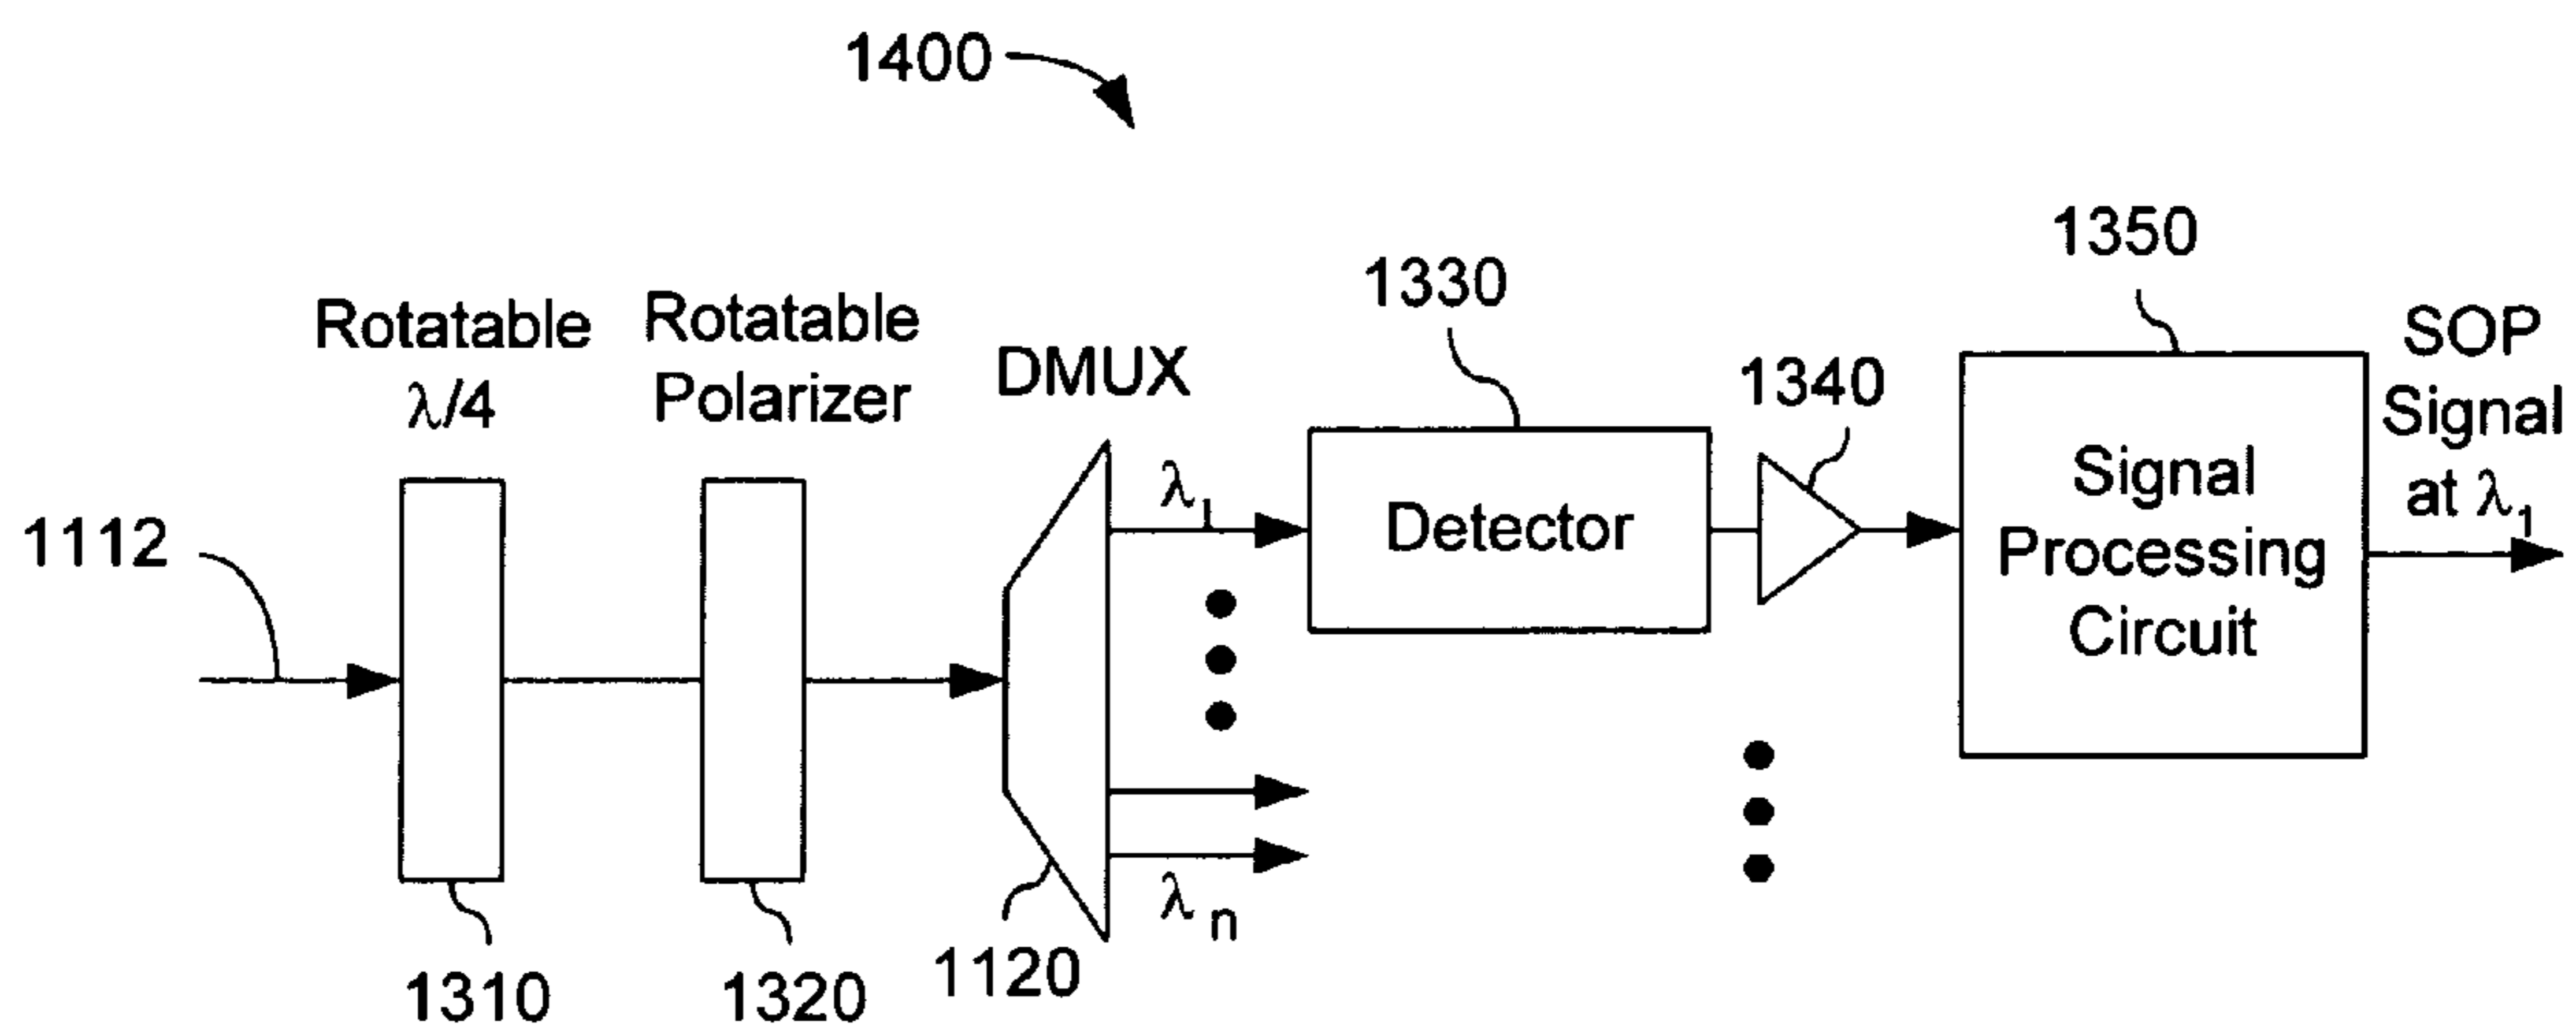 1400
1350
1330
SOP
Signal
at λ1
Rotatable
λ/4
Rotatable
Polarizer
DMUX
1340
λ1
Detector
Signal
Processing
Circuit
1112
λn
1310
1320
1120